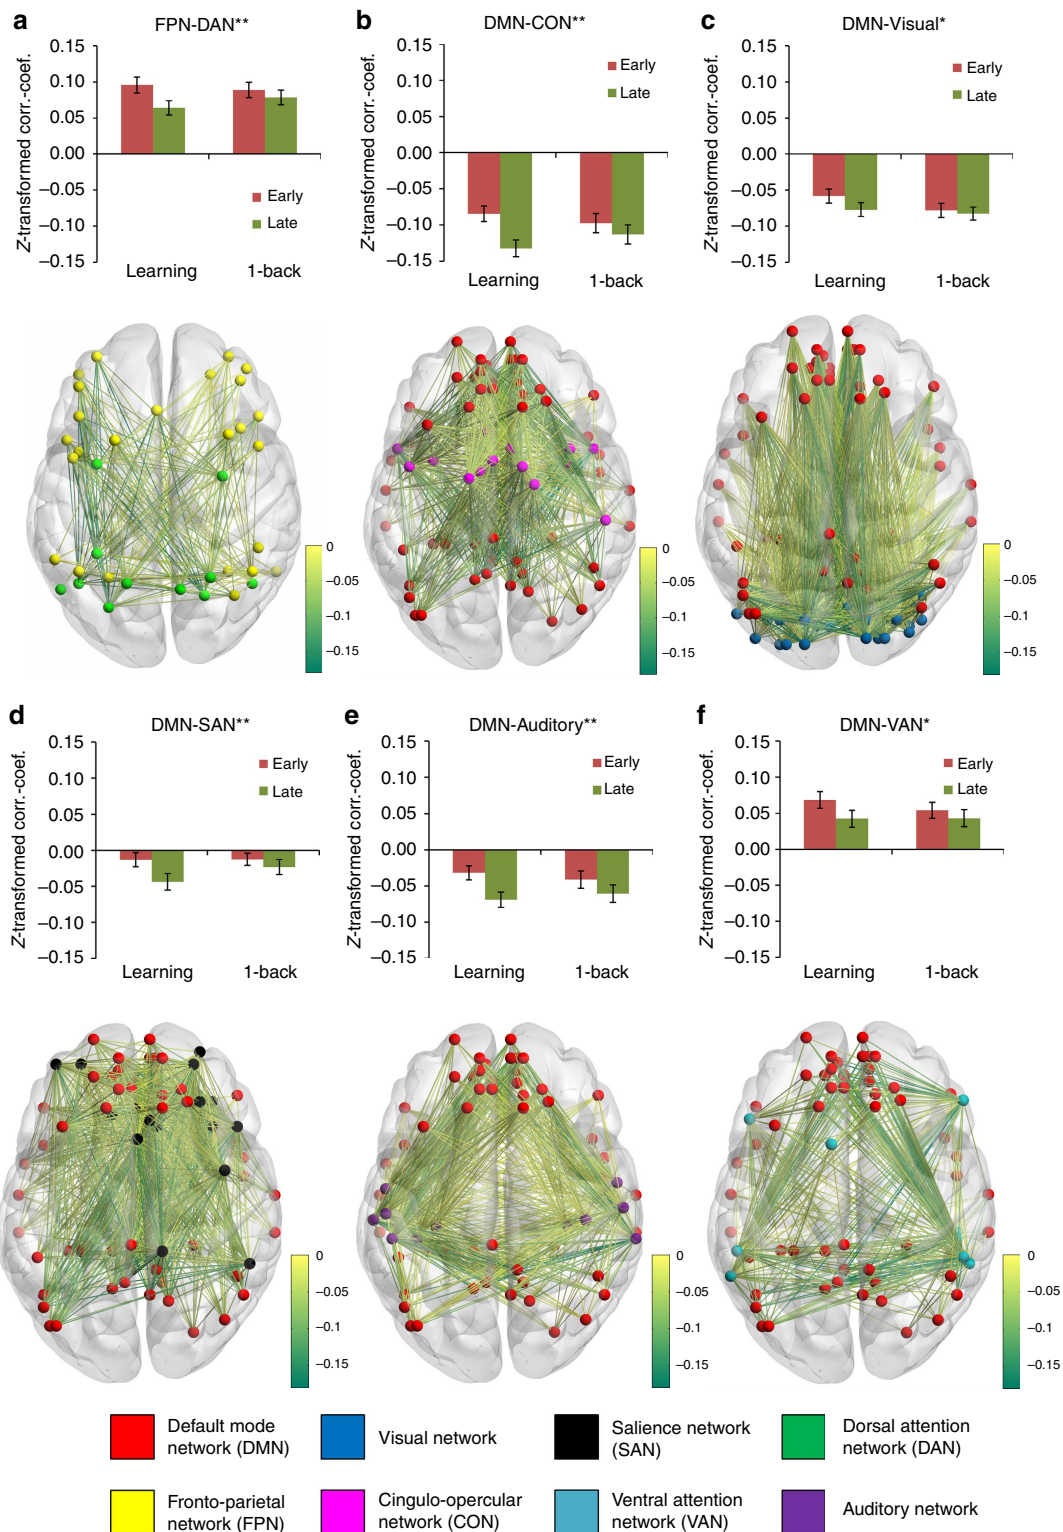 a
FPN-DAN**
Z-transformed corr.-coef.
0.15
0.10
0.05
0.00
−0.05
−0.10
−0.15
Early
Late
Learning
1-back
0
−0.05
−0.1
−0.15
b
DMN-CON**
Z-transformed corr.-coef.
0.15
0.10
0.05
0.00
−0.05
−0.10
−0.15
Early
Late
Learning
1-back
0
−0.05
−0.1
−0.15
c
DMN-Visual*
Z-transformed corr.-coef.
0.15
0.10
0.05
0.00
−0.05
−0.10
−0.15
Early
Late
Learning
1-back
0
−0.05
−0.1
−0.15
d
DMN-SAN**
Z-transformed corr.-coef.
0.15
0.10
0.05
0.00
−0.05
−0.10
−0.15
Early
Late
Learning
1-back
0
−0.05
−0.1
−0.15
e
DMN-Auditory**
Z-transformed corr.-coef.
0.15
0.10
0.05
0.00
−0.05
−0.10
−0.15
Early
Late
Learning
1-back
0
−0.05
−0.1
−0.15
f
DMN-VAN*
Z-transformed corr.-coef.
0.15
0.10
0.05
0.00
−0.05
−0.10
−0.15
Early
Late
Learning
1-back
0
−0.05
−0.1
−0.15
Default mode
network (DMN)
Visual network
Salience network
(SAN)
Dorsal attention
network (DAN)
Fronto-parietal
network (FPN)
Cingulo-opercular
network (CON)
Ventral attention
network (VAN)
Auditory network